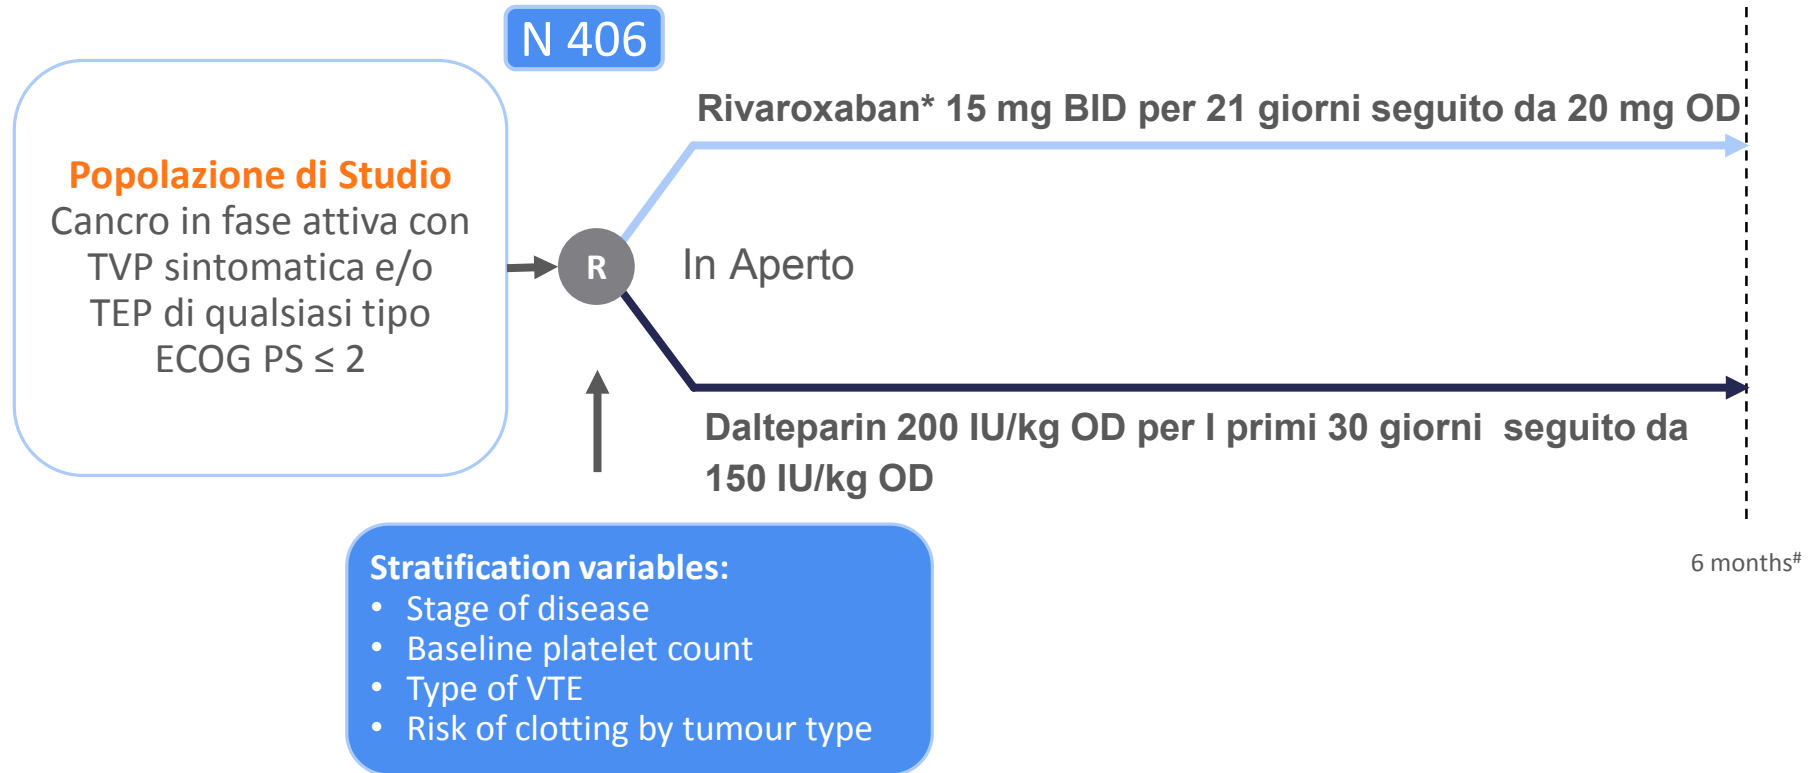 N 406
Rivaroxaban* 15 mg BID per 21 giorni seguito da 20 mg OD
Popolazione di Studio
Cancro in fase attiva con
TVP sintomatica e/o
TEP di qualsiasi tipo
ECOG PS ≤ 2
R
In Aperto
Dalteparin 200 IU/kg OD per I primi 30 giorni seguito da
150 IU/kg OD
6 months#
Stratification variables:
• Stage of disease
• Baseline platelet count
• Type of VTE
• Risk of clotting by tumour type